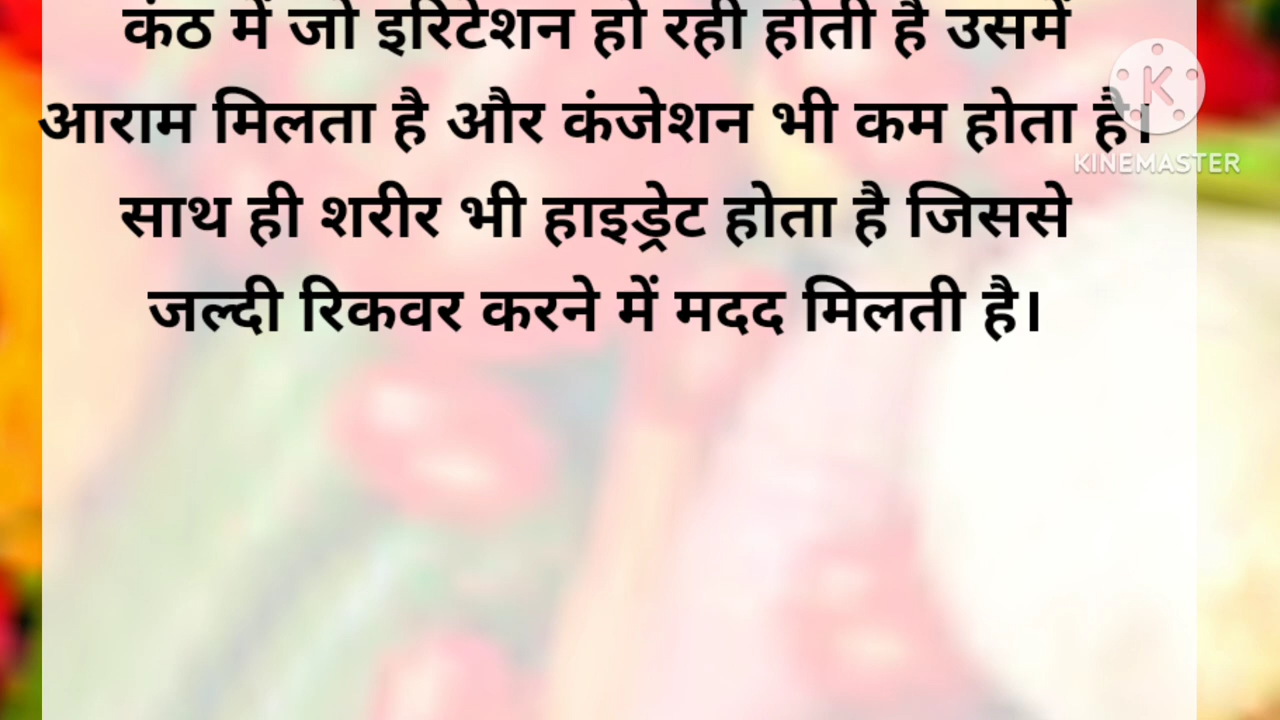 कंठ में जो इरिटेशन हो रही होती है उसमें
आराम मिलता है और कंजेशन भी कम होता है।
साथ ही शरीर भी हाइड्रेट होता है जिससे
जल्दी रिकवर करने में मदद मिलती है।
K
KINEMASTER